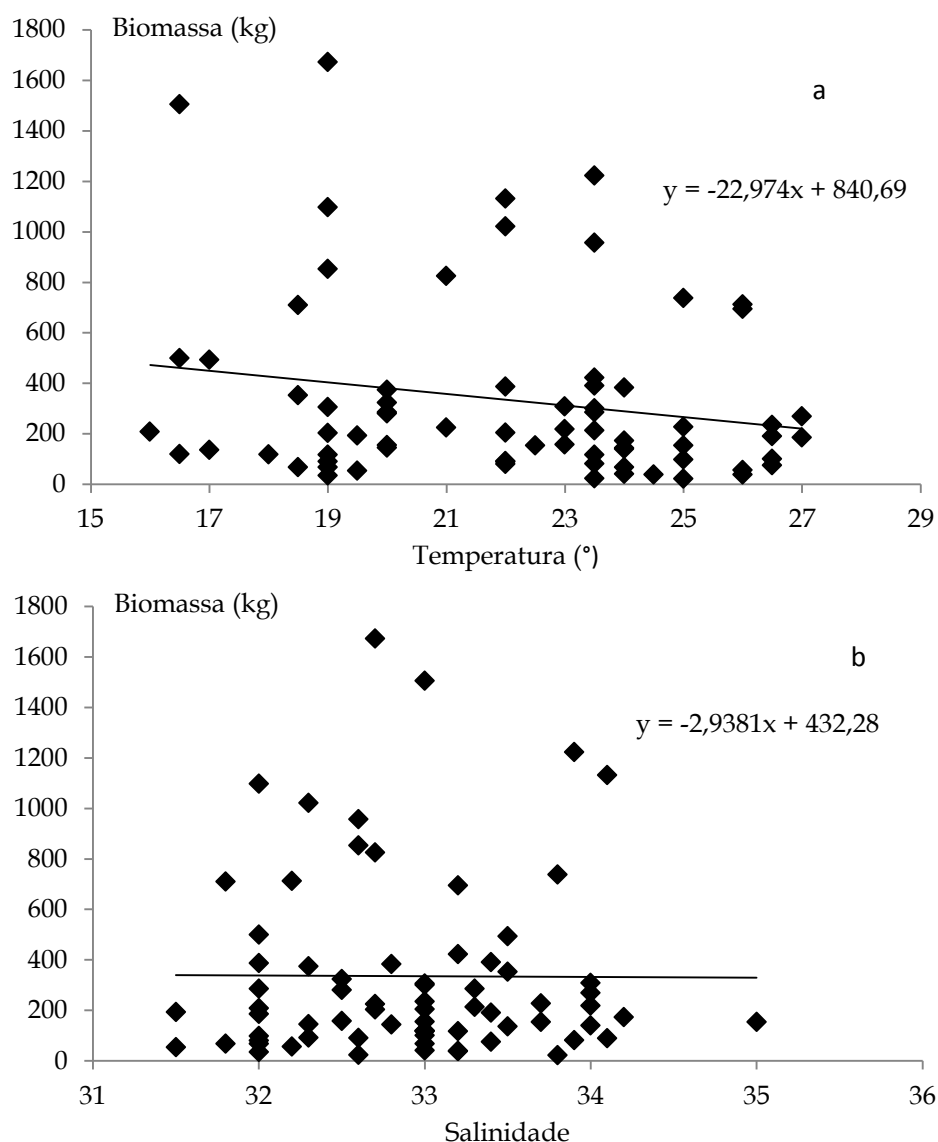 Biomassa (kg)
1800
1600
1400
1200
1000
800
600
400
200
0
a
y = -22,974x + 840,69
15 17 19 21 23 25 27 29
Temperatura (°)
Biomassa (kg)
1800
1600
1400
1200
1000
800
600
400
200
0
b
y = -2,9381x + 432,28
31 32 33 34 35 36
Salinidade